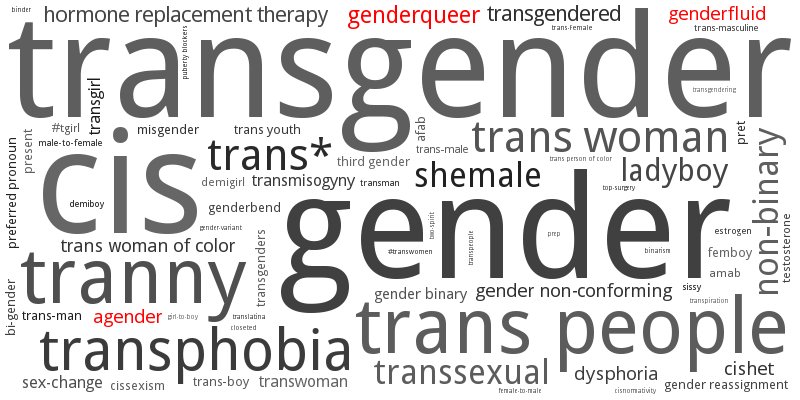 binder
hormone replacement therapy
genderqueer
transgendered
genderfluid
transgender
puberty blockers
trans-Female
trans-masculine
transgendering
transgirl
#tgirl
present
male-to-female
preferred pronoun
cis
misgender
trans youth
trans*
third gender
afab
trans-male
trans woman
pret
trans person of color
ladyboy
non-binary
demigirl
transmisogyny
transman
shemale
top-surgery
demiboy
genderbend
gender-variant
gender
two-spirit
transpeople
#transwomen
prep
binarism
estrogen
testosterone
femboy
amab
trans woman of color
transgenders
tranny
bi-gender
trans-man
agender
girl-to-boy
translatina
closeted
gender binary
gender non-conforming
sissy
transpiration
trans people
transphobia
transsexual
dysphoria
cishet
sex-change
cissexism
trans-boy
transwoman
female-to-male
cisnormativity
gender reassignment